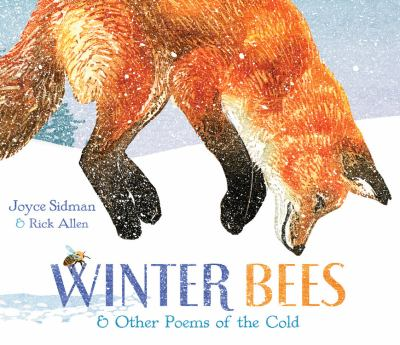 Joyce Sidman
& Rick Allen
WINTER BEES
& Other Poems of the Cold